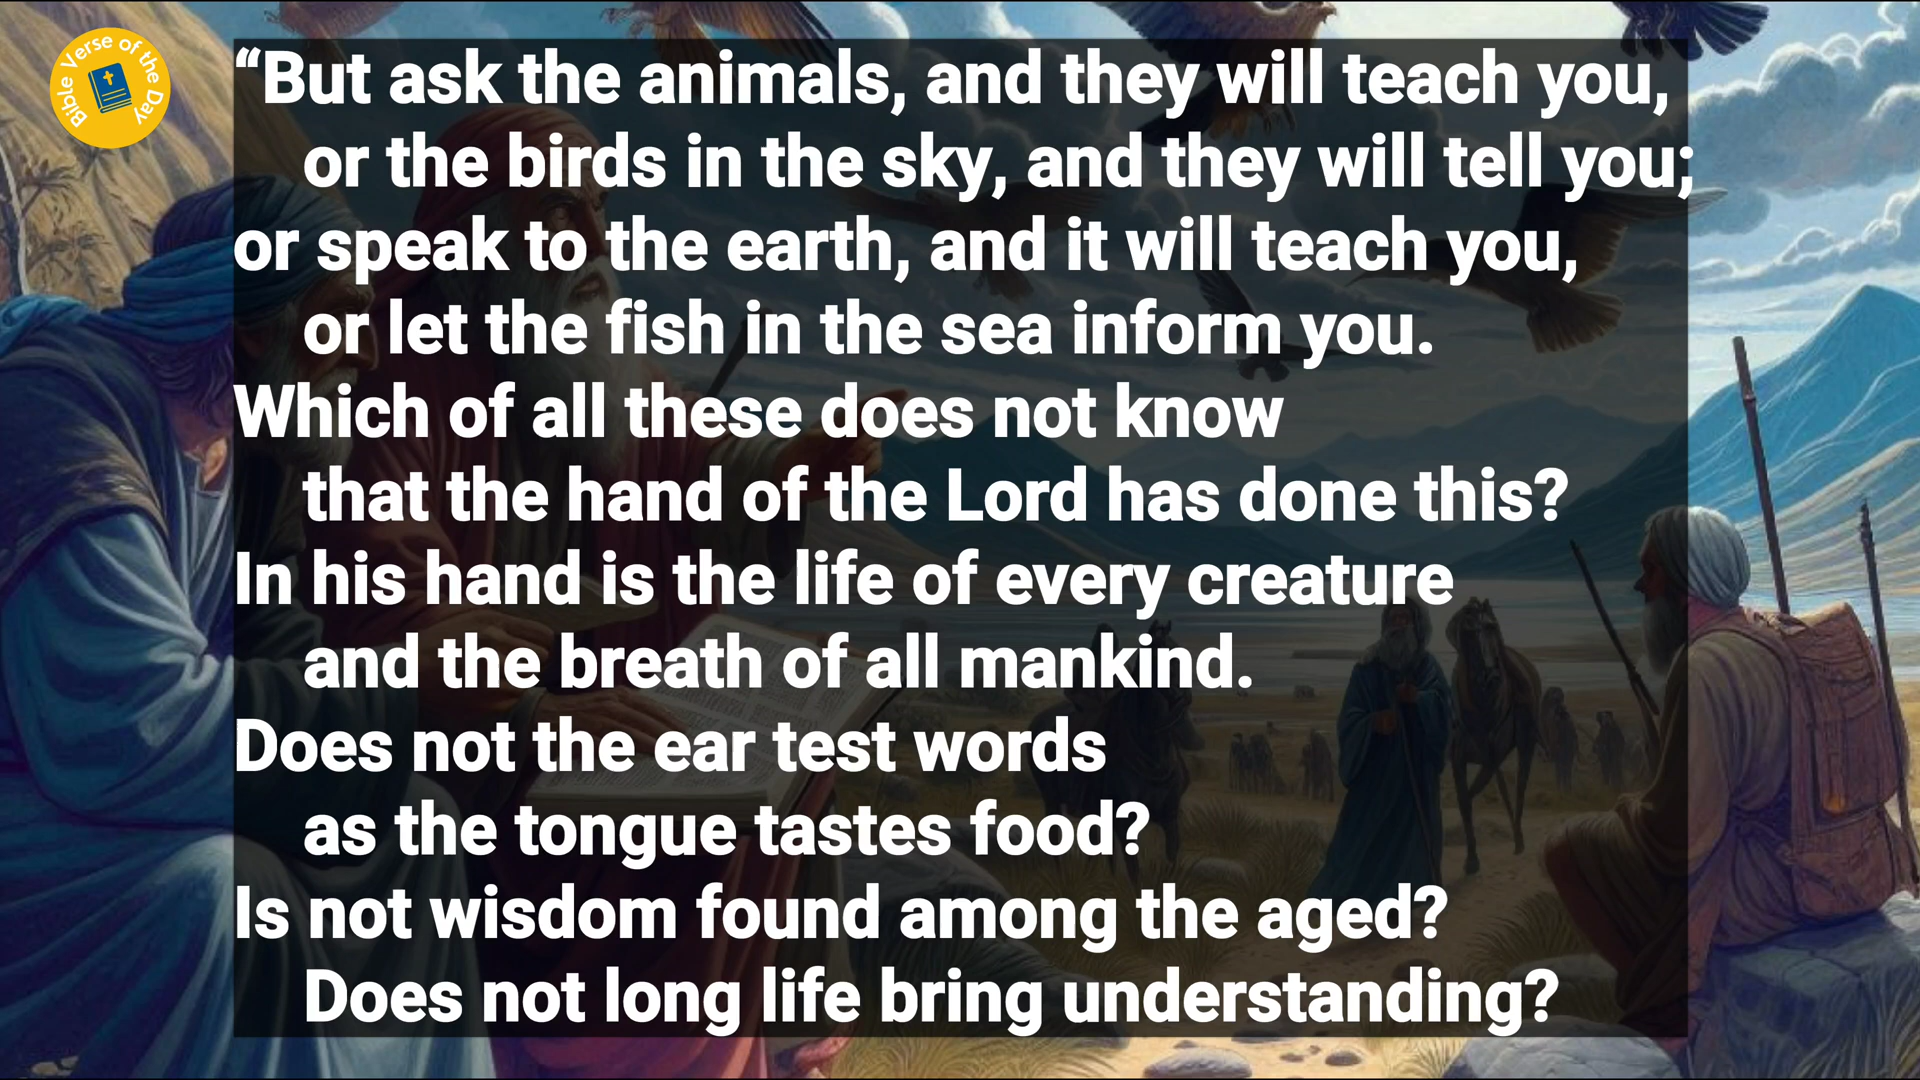 Bible Verse of the Day
“But ask the animals, and they will teach you,
or the birds in the sky, and they will tell you;
or speak to the earth, and it will teach you,
or let the fish in the sea inform you.
Which of all these does not know
that the hand of the Lord has done this?
In his hand is the life of every creature
and the breath of all mankind.
Does not the ear test words
as the tongue tastes food?
Is not wisdom found among the aged?
Does not long life bring understanding?